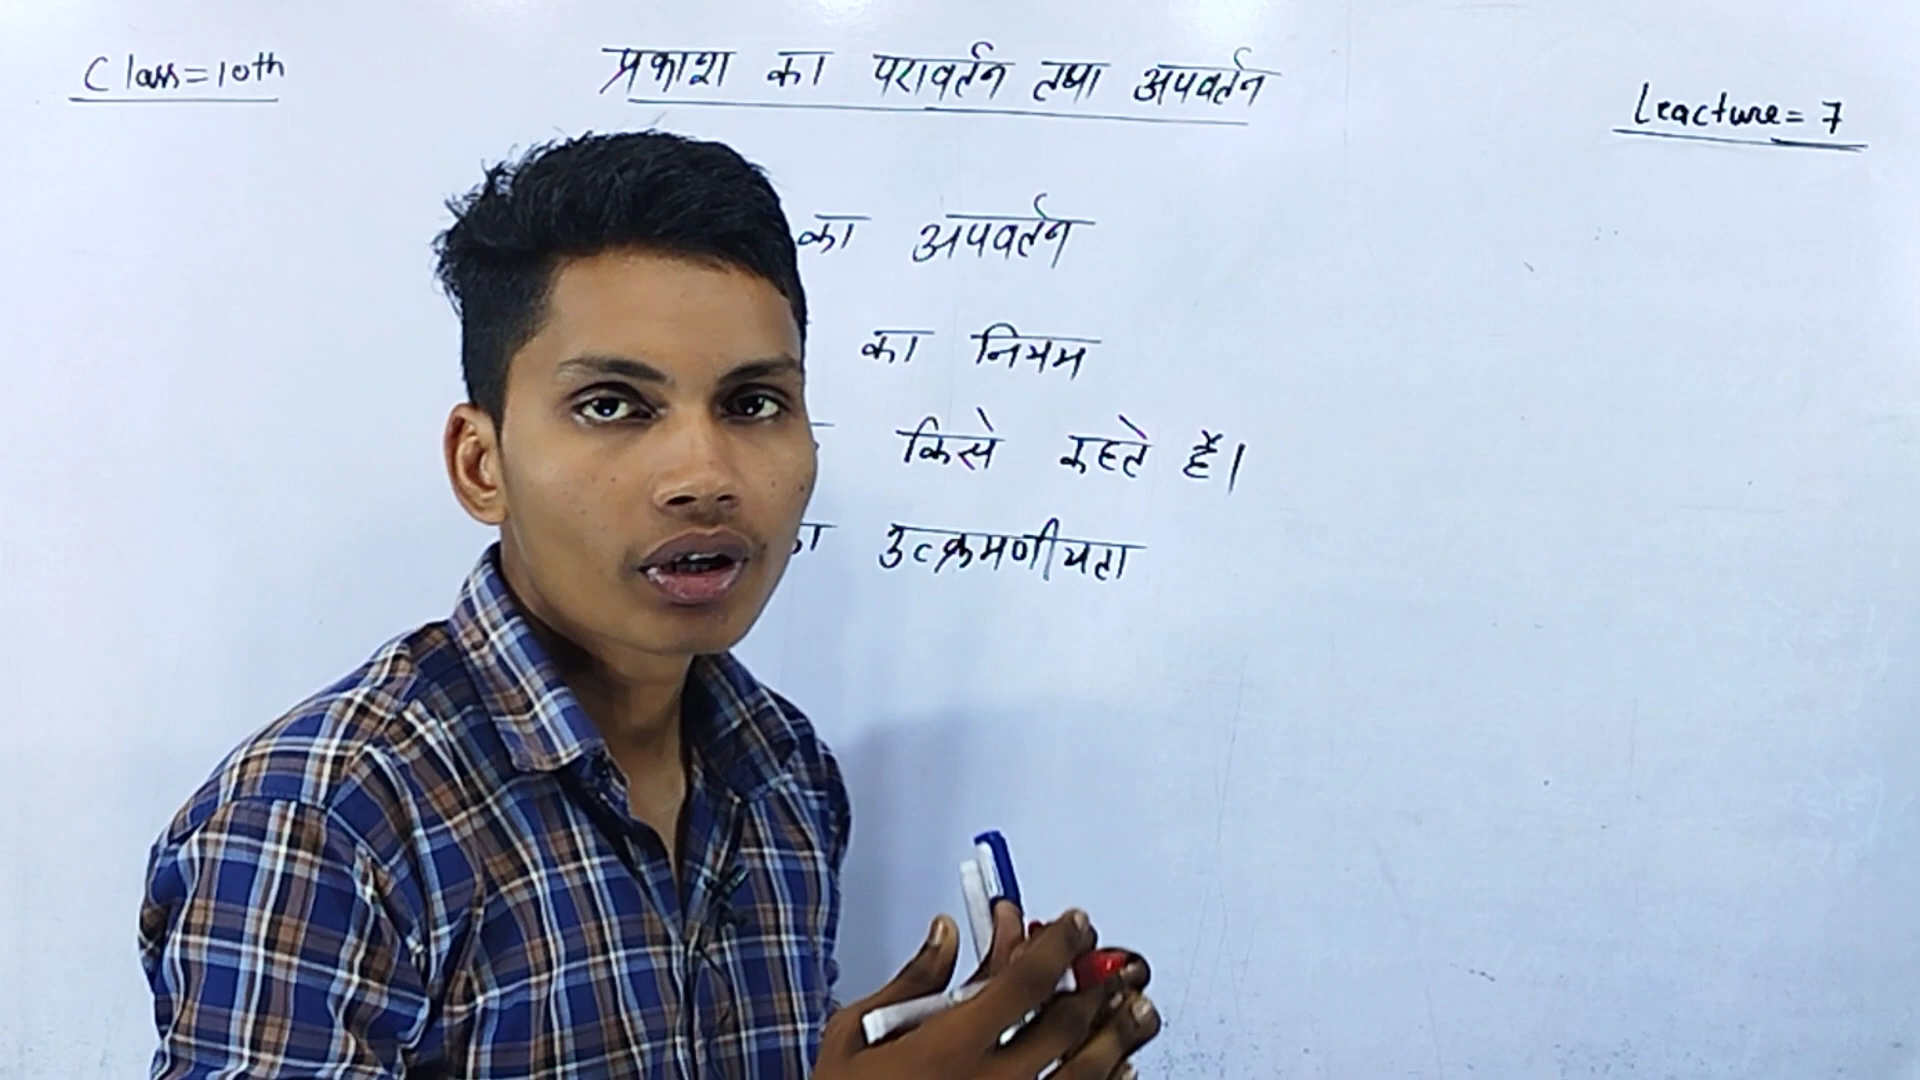 Class=10th
प्रकाश का परावर्तन तथा अपवर्तन
Leacture= 7
का अपवर्तन
का नियम
किसे कहते हैं।
उत्क्रमणीयता